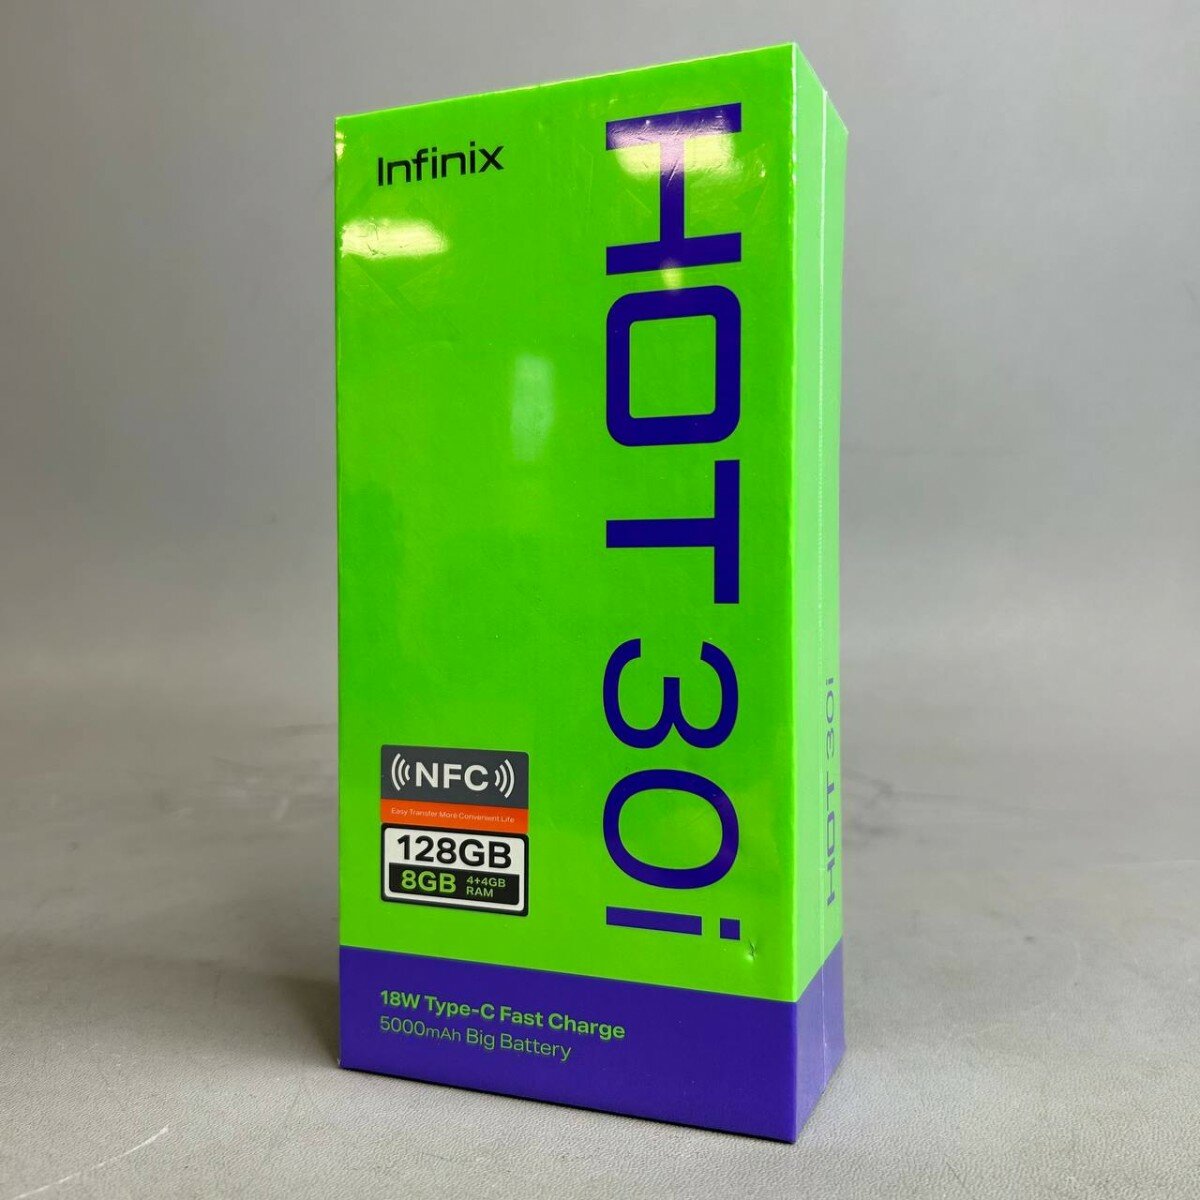 Infinix
HOT 30i
NFC
Easy Transfer More Convenient Life
128GB
8GB 4+4GB RAM
18W Type-C Fast Charge
5000mAh Big Battery
HOT 30i